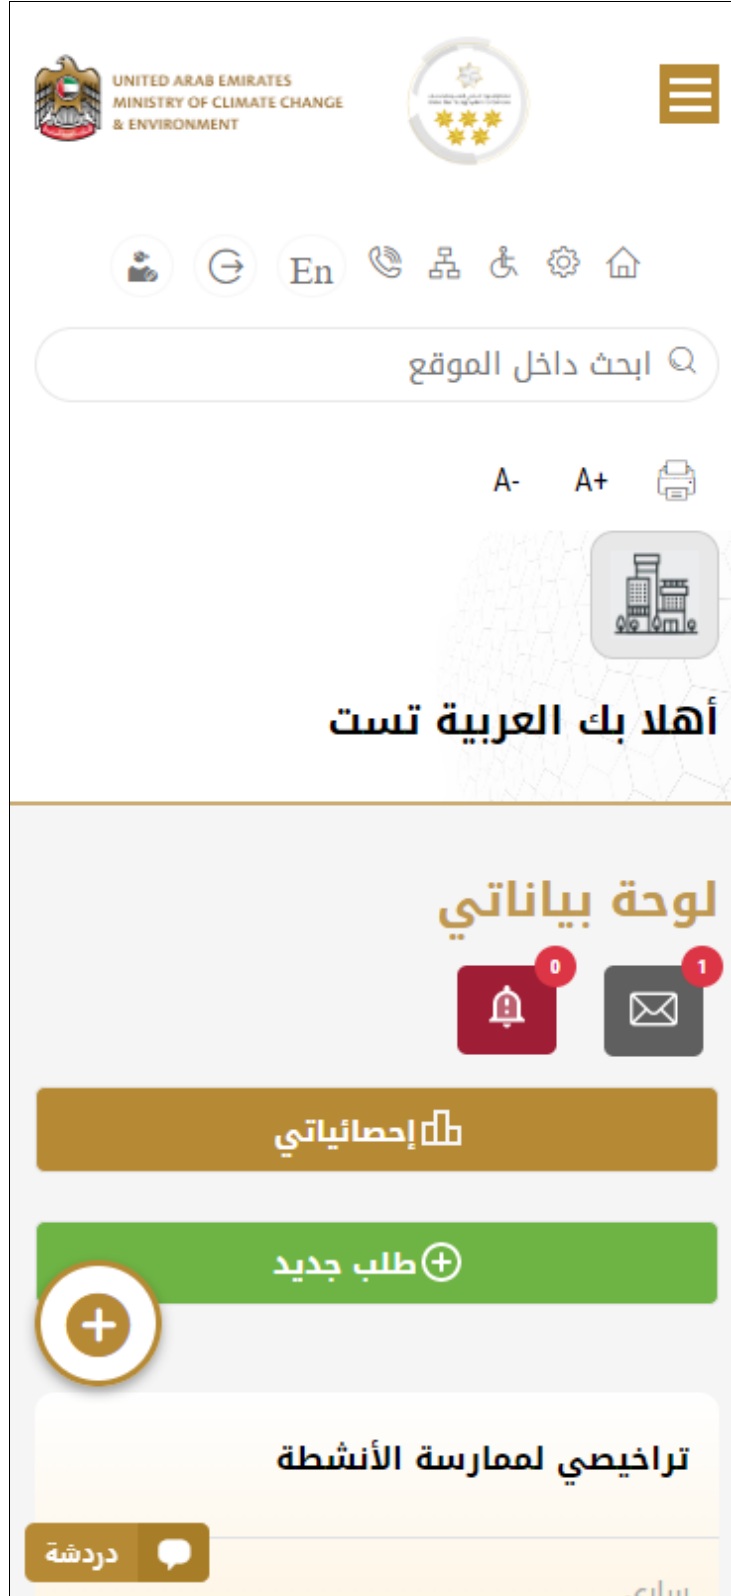 UNITED ARAB EMIRATES
MINISTRY OF CLIMATE CHANGE
& ENVIRONMENT
En
ابحث داخل الموقع
A+ A-
أهلا بك العربية تست
لوحة بياناتي
1
0
إحصائياتي
طلب جديد
تراخيصي لممارسة الأنشطة
دردشة
ساري